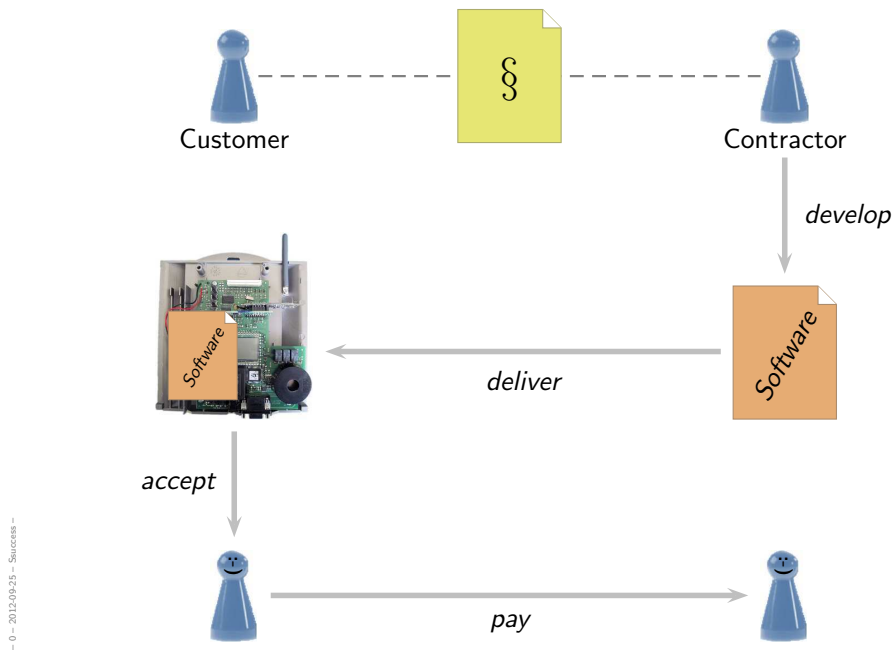 §
Customer
Contractor
develop
Software
Software
deliver
accept
pay
– 0 – 2012-09-25 – Ssuccess –